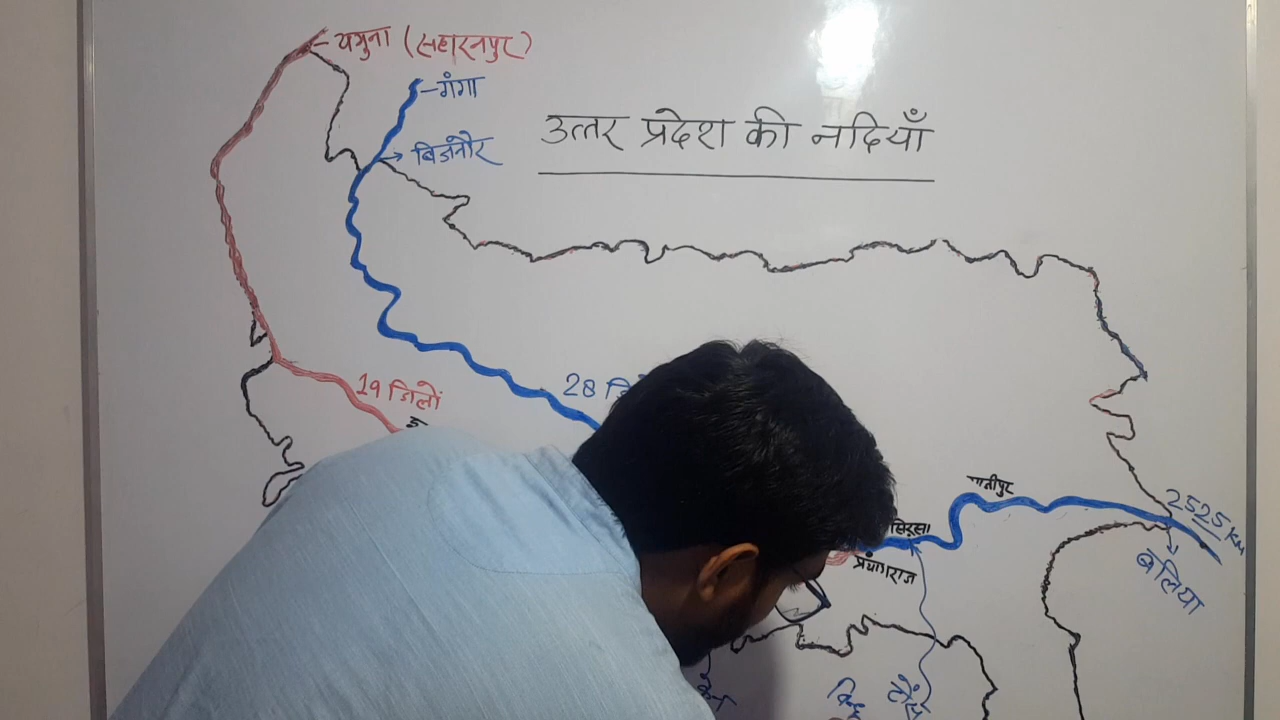 यमुना (सहारनपुर)
गंगा
उत्तर प्रदेश की नदियाँ
बिजनौर
19 जिलों
28
सिरसा
2525 km
प्रयागराज
बलिया
टोंस